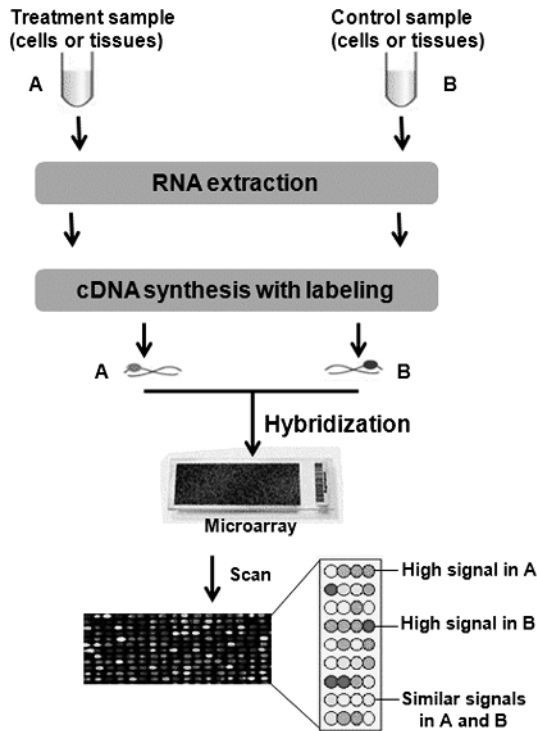 Treatment sample
(cells or tissues)
Control sample
(cells or tissues)
A
B
RNA extraction
cDNA synthesis with labeling
A
B
Hybridization
Microarray
Scan
High signal in A
High signal in B
Similar signals
in A and B